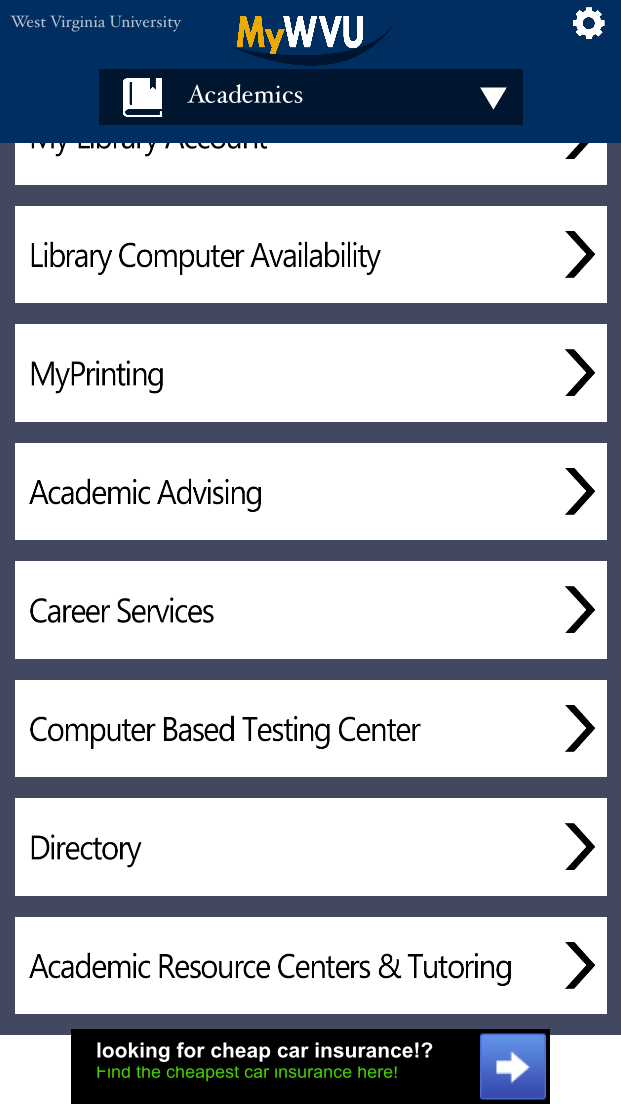 West Virginia University
MyWVU
Academics
My Library Account
Library Computer Availability
MyPrinting
Academic Advising
Career Services
Computer Based Testing Center
Directory
Academic Resource Centers & Tutoring
looking for cheap car insurance!?
Find the cheapest car insurance here!